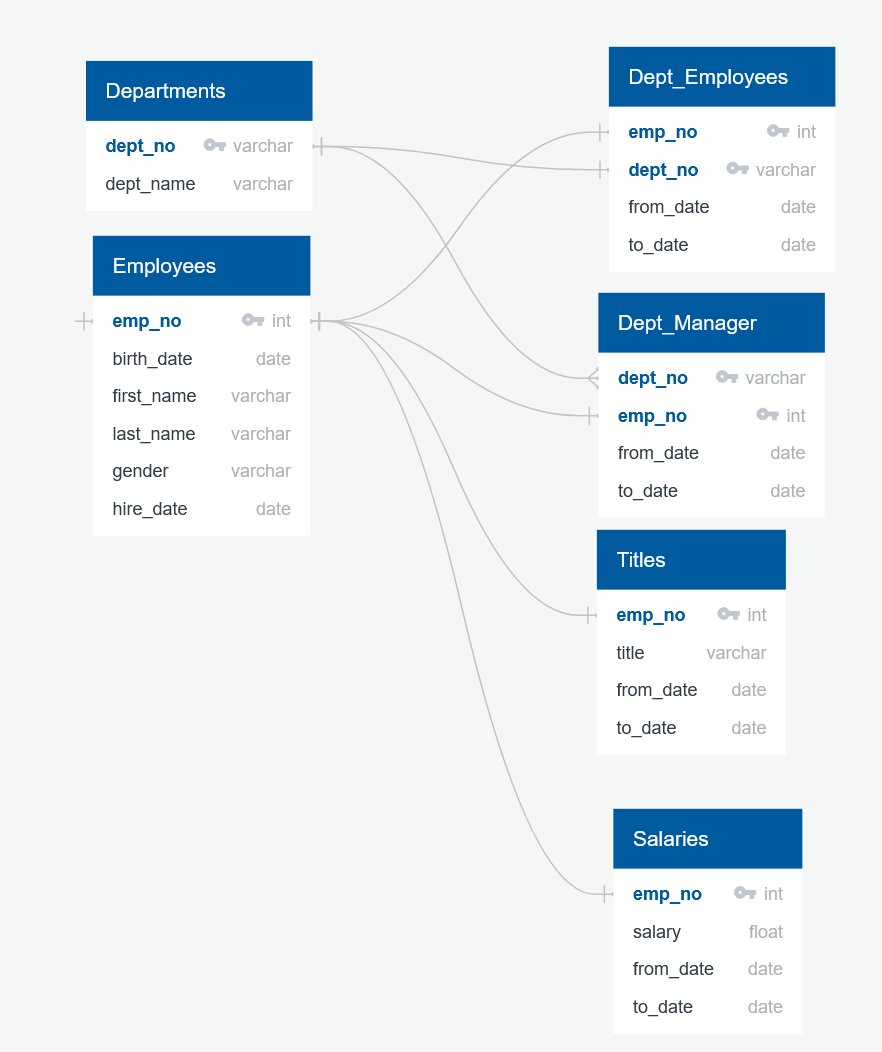 Departments
dept_no varchar
dept_name varchar
Employees
emp_no int
birth_date date
first_name varchar
last_name varchar
gender varchar
hire_date date
Dept_Employees
emp_no int
dept_no varchar
from_date date
to_date date
Dept_Manager
dept_no varchar
emp_no int
from_date date
to_date date
Titles
emp_no int
title varchar
from_date date
to_date date
Salaries
emp_no int
salary float
from_date date
to_date date